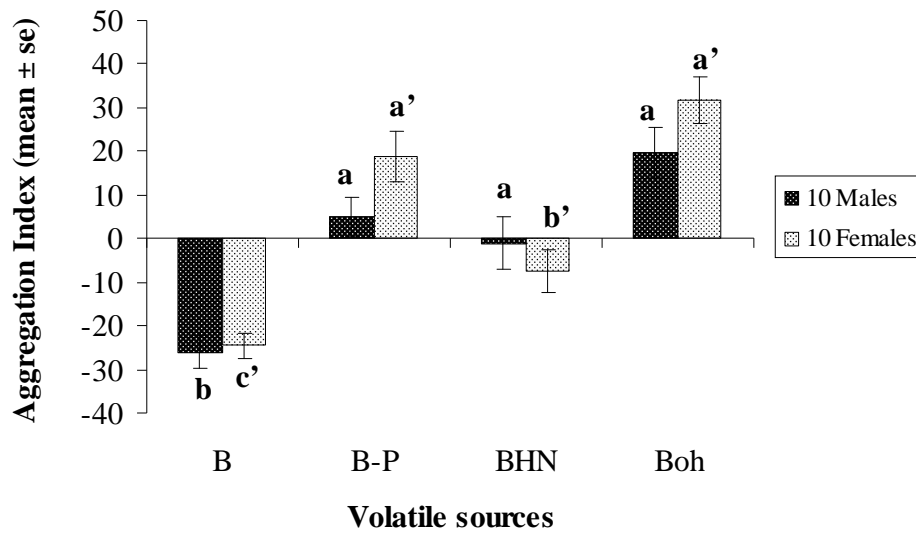 Aggregation Index (mean ± se)
50
40
30
20
10
0
-10
-20
-30
-40
b
c’
a
a’
a
b’
a
a’
10 Males
10 Females
B
B-P
BHN
Boh
Volatile sources